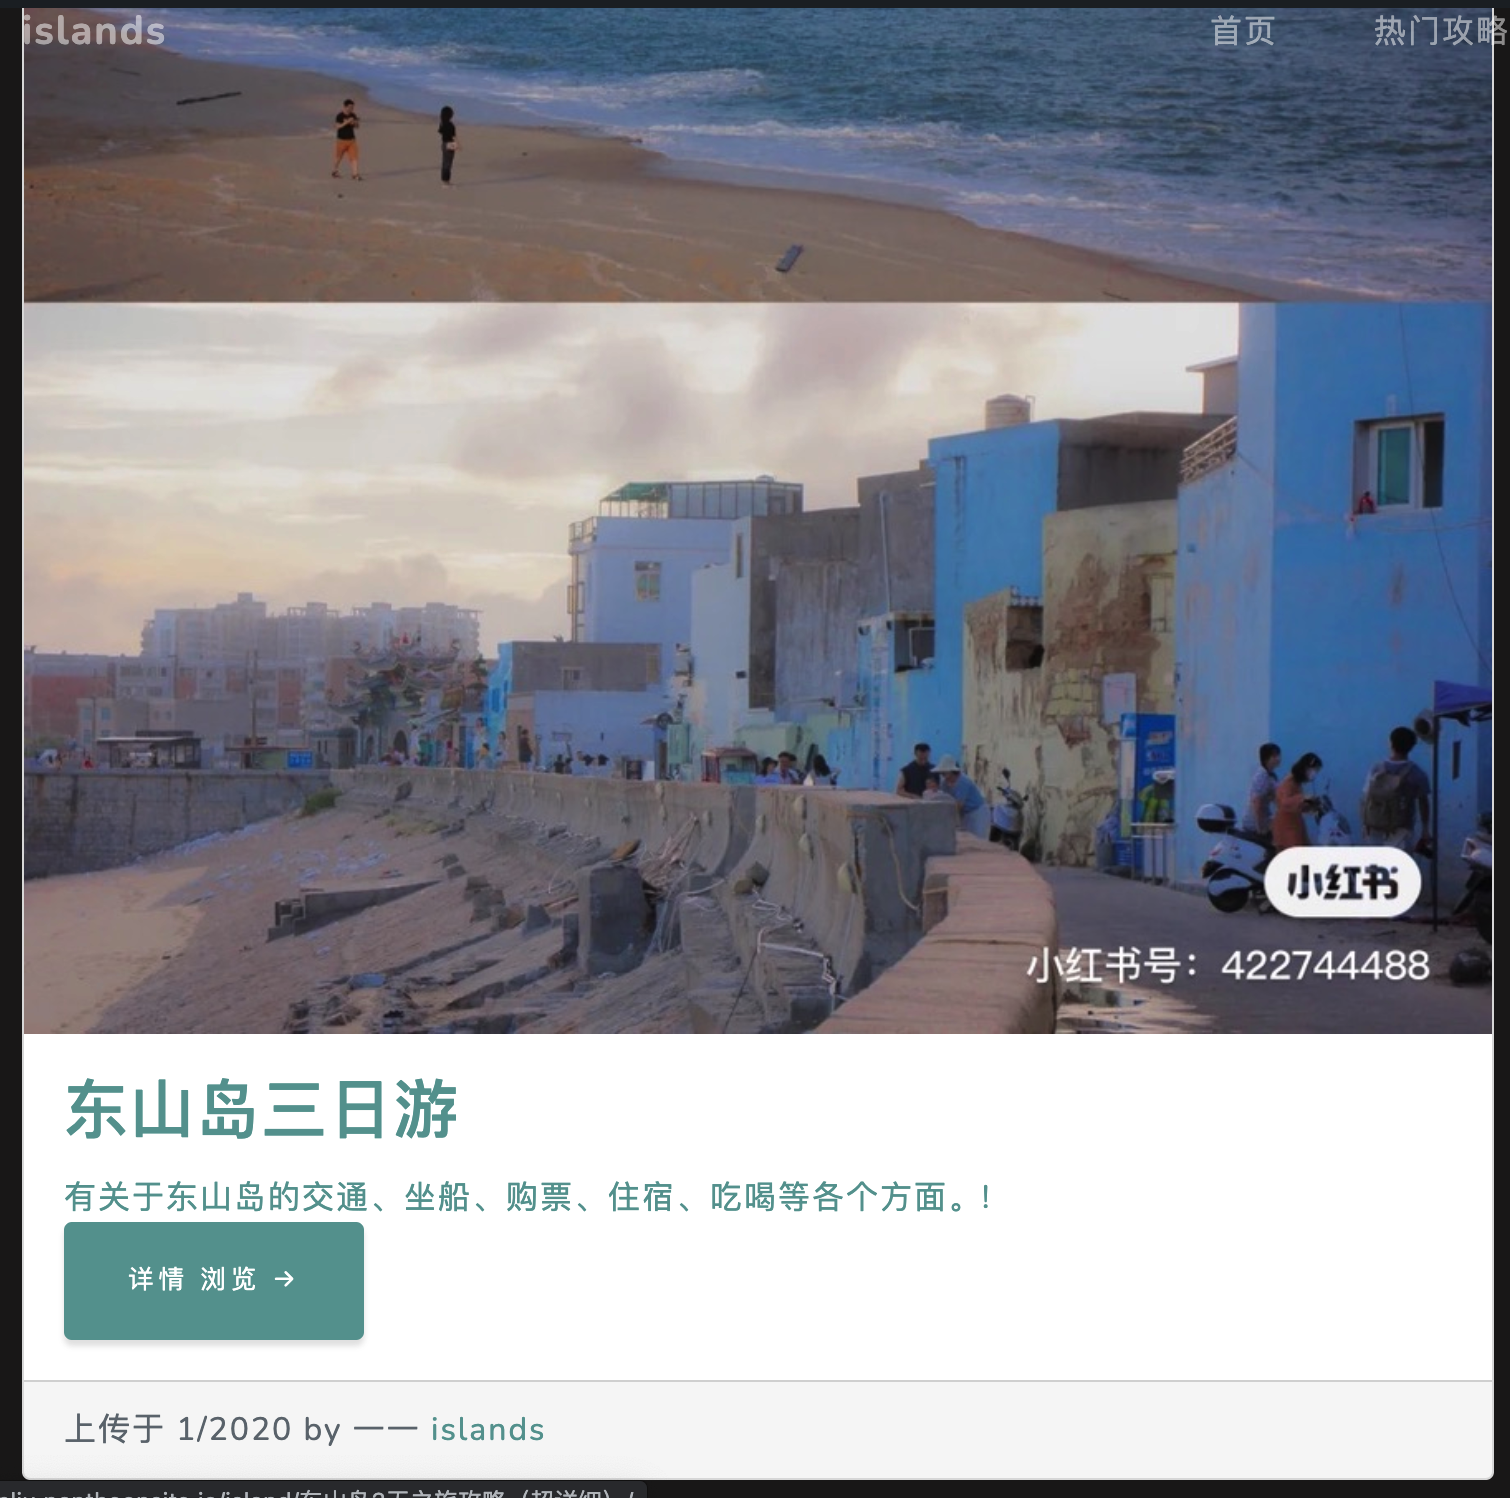 islands
首页
热门攻略
小红书
小红书号：422744488
东山岛三日游
有关于东山岛的交通、坐船、购票、住宿、吃喝等各个方面。！
详情 浏览 →
上传于 1/2020 by 一一 islands